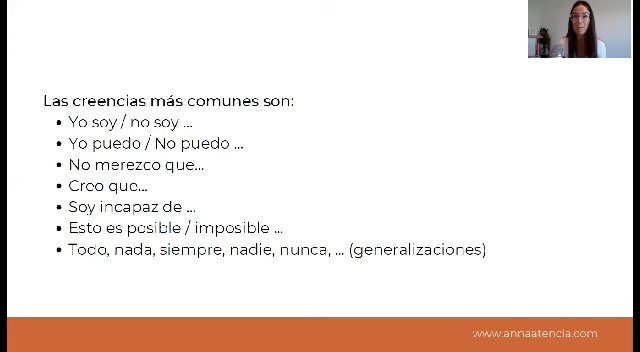 Las creencias más comunes son:
• Yo soy / no soy ...
• Yo puedo / No puedo ...
• No merezco que...
• Creo que...
• Soy incapaz de ...
• Esto es posible / imposible ...
• Todo, nada, siempre, nadie, nunca, ... (generalizaciones)
www.annaatencia.com